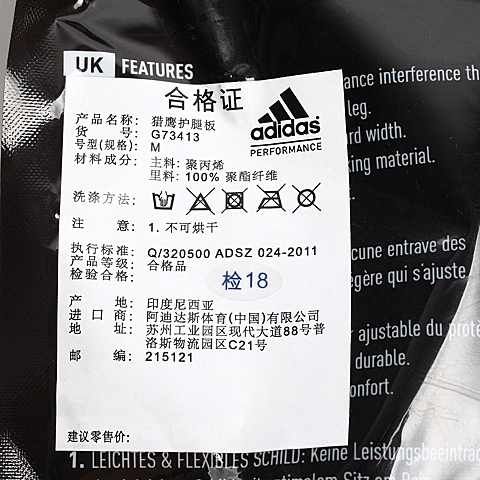 UK FEATURES
合格证
adidas
PERFORMANCE
产品名称: 猎鹰护腿板
货 号: G73413
号型(规格): M
材料成分: 主料: 聚丙烯
里料: 100% 聚酯纤维
洗涤方法:
注 意: 1. 不可烘干
执行标准: Q/320500 ADSZ 024-2011
产品等级: 合格品
检验合格: 检18
产 地: 印度尼西亚
进 口 商: 阿迪达斯体育(中国)有限公司
地 址: 苏州工业园区现代大道88号普
洛斯物流园区C21号
邮 编: 215121
建议零售价:
ance interference th
leg.
rd width.
king material.
cune entrave des
égère qui s'ajuste
r ajustable du protè
durable.
onfort.
1. LEICHTES & FLEXIBLES SCHILD: Keine Leistungsbeeinträc